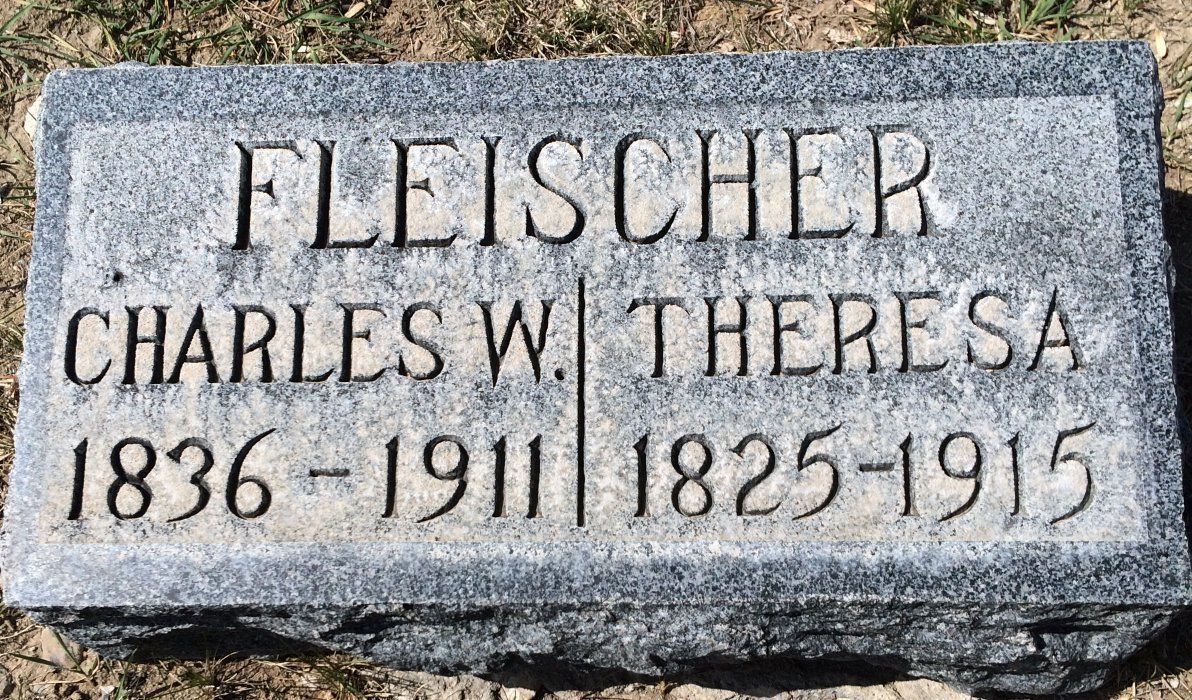 FLEISCHER
CHARLES W. THERESA
1836 - 1911 1825 - 1915